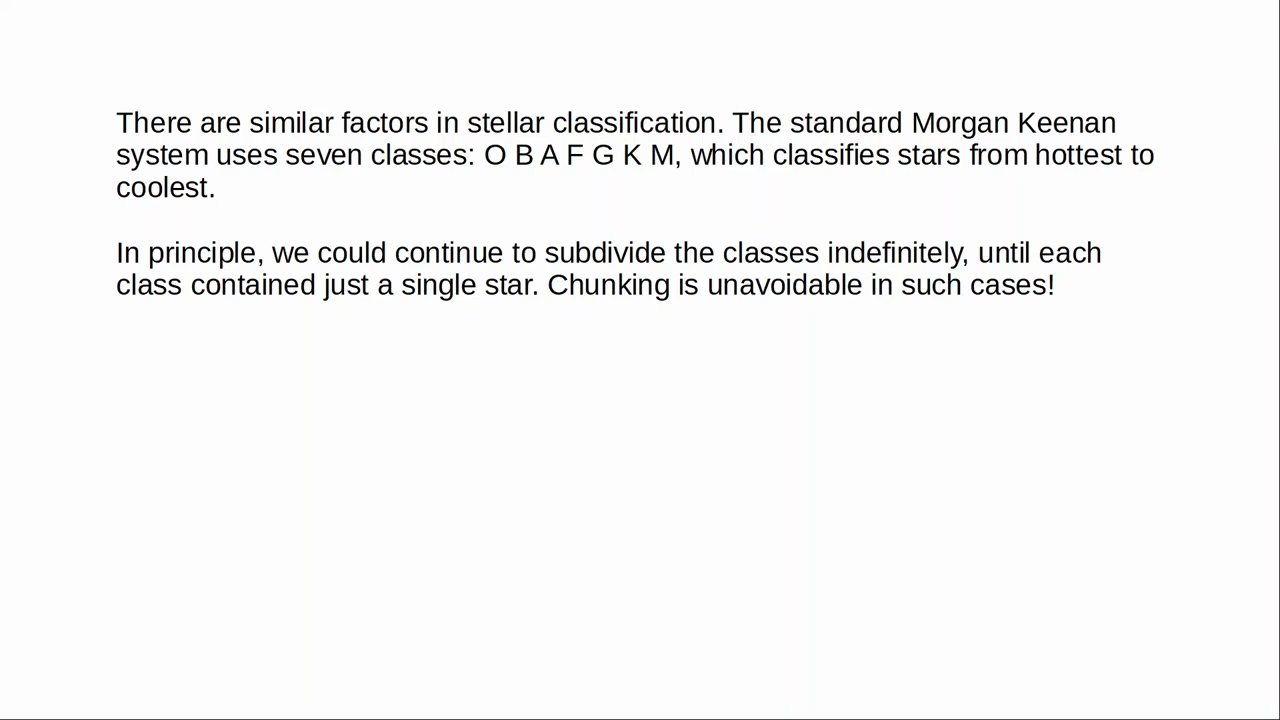 There are similar factors in stellar classification. The standard Morgan Keenan
system uses seven classes: O B A F G K M, which classifies stars from hottest to
coolest.
In principle, we could continue to subdivide the classes indefinitely, until each
class contained just a single star. Chunking is unavoidable in such cases!